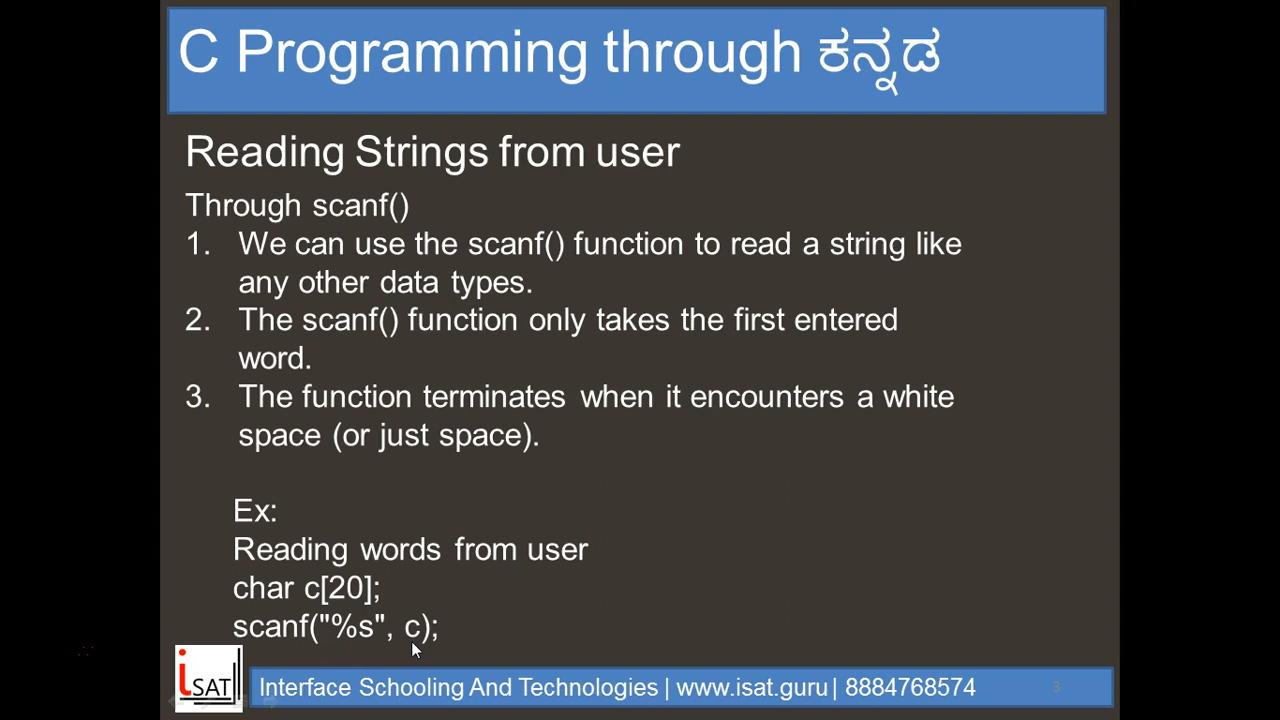 C Programming through ಕನ್ನಡ
Reading Strings from user
Through scanf()
1. We can use the scanf() function to read a string like
any other data types.
2. The scanf() function only takes the first entered
word.
3. The function terminates when it encounters a white
space (or just space).
Ex:
Reading words from user
char c[20];
scanf("%s", c);
iSAT
Interface Schooling And Technologies | www.isat.guru | 8884768574
3